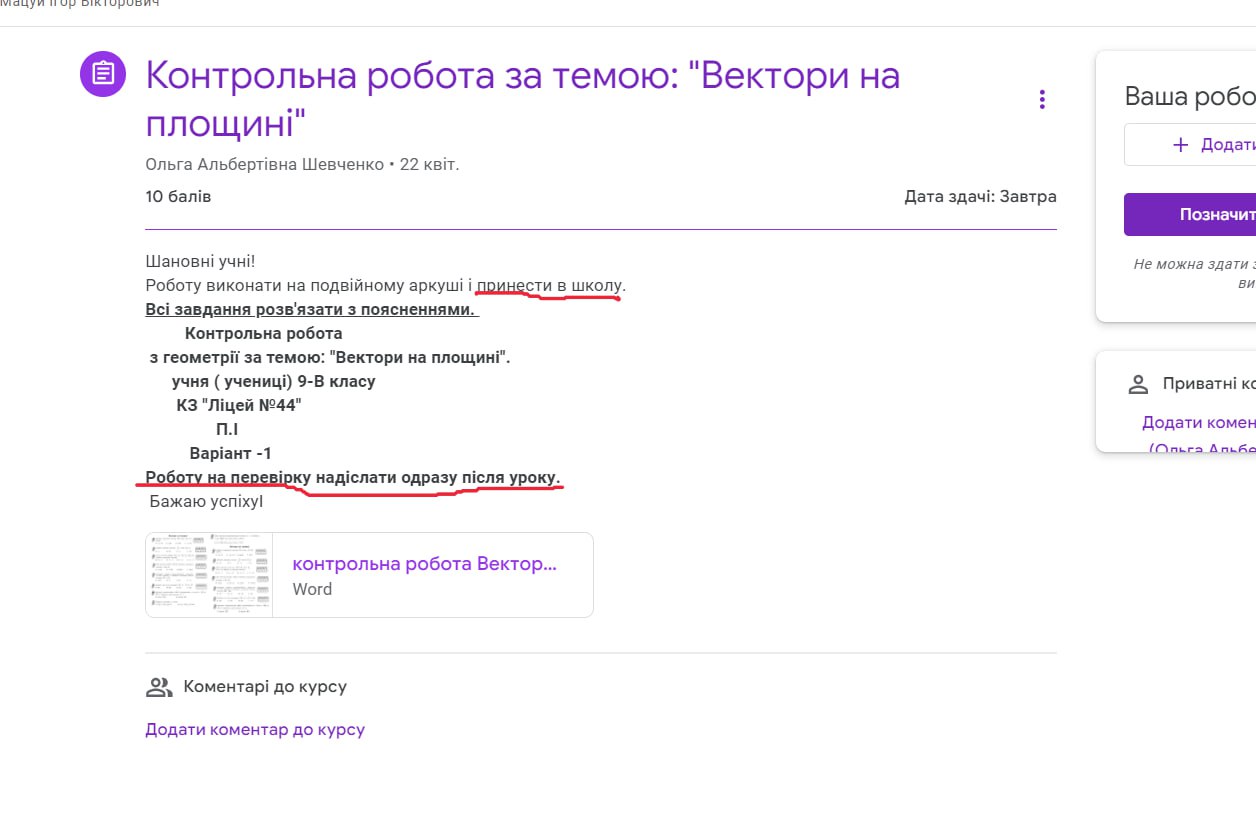 Мацуй Ігор Вікторович
Контрольна робота за темою: "Вектори на
площині"
Ольга Альбертівна Шевченко • 22 квіт.
10 балів
Дата здачі: Завтра
Шановні учні!
Роботу виконати на подвійному аркуші і принести в школу.
Всі завдання розв'язати з поясненнями.
Контрольна робота
з геометрії за темою: "Вектори на площині".
учня ( учениці) 9-В класу
КЗ "Ліцей №44"
П.І
Варіант -1
Роботу на перевірку надіслати одразу після уроку.
Бажаю успіху!
контрольна робота Вектор...
Word
Коментарі до курсу
Додати коментар до курсу
Ваша робо
+ Додати
Позначит
Не можна здати з
ви
Приватні ко
Додати комен
(Ольга Альбе